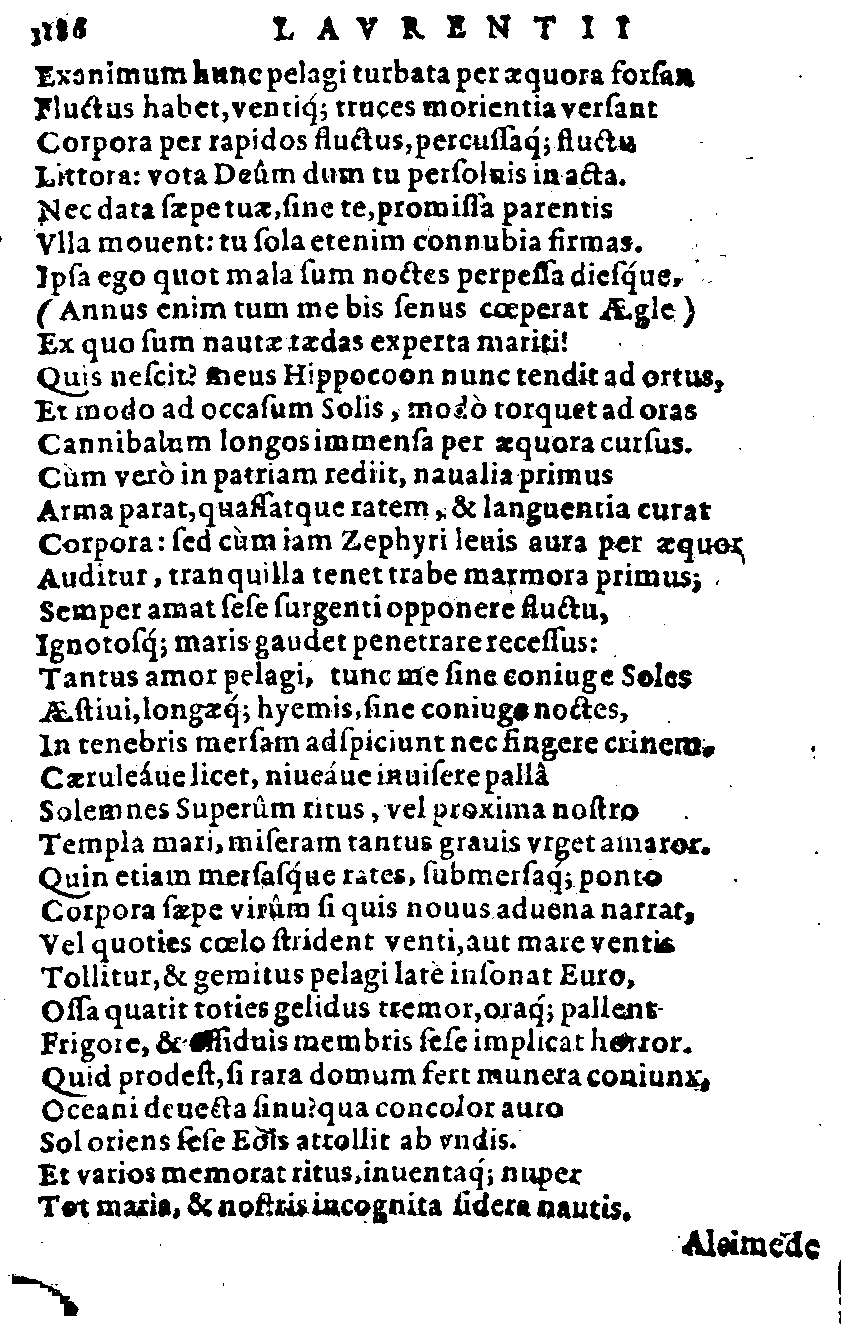 1186 LAVRENTII
Exanimum hunc pelagi turbata per æquora forſan
Fluctus habet, ventiq́; truces morientia verſant
Corpora per rapidos fluctus, percuſſaq́; fluctu
Littora: vota Deûm dum tu perſoluis in acta.
Nec data ſæpe tuæ, ſine te, promiſſa parentis
Vlla mouent: tu ſola etenim connubia firmas.
Ipſa ego quot mala ſum noctes perpeſſa dieſq́ue,
(Annus enim tum me bis ſenus cœperat Ægle)
Ex quo ſum nautæ tædas experta mariti!
Quis neſcit? meus Hippocoon nunc tendit ad ortus,
Et modo ad occaſum Solis, modò torquet ad oras
Cannibalum longos immenſa per æquora curſus.
Cùm verò in patriam rediit, naualia primus
Arma parat, quaſſatque ratem, & languentia curat
Corpora: ſed cùm iam Zephyri leuis aura per æquor
Auditur, tranquilla tenet trabe marmora primus;
Semper amat ſeſe ſurgenti opponere fluctu,
Ignotoſq́; maris gaudet penetrare receſſus:
Tantus amor pelagi, tunc me ſine coniuge Soles
Æſtiui, longæq́; hyemis, ſine coniuge noctes,
In tenebris merſam adſpiciunt nec fingere crinem,
Cæruleáue licet, niueáue inuiſere pallâ
Solemnes Superûm ritus, vel proxima noſtro
Templa mari, miſeram tantus grauis vrget amaror.
Quin etiam merſaſq́ue rates, ſubmerſaq́; ponto
Corpora ſæpe virûm ſi quis nouus aduena narrat,
Vel quoties cœlo ſtrident venti, aut mare ventis
Tollitur, & gemitus pelagi latè inſonat Euro,
Oſſa quatit toties gelidus tremor, oraq́; pallent
Frigore, & aſſiduis membris ſeſe implicat horror.
Quid prodeſt, ſi rara domum fert munera coniunx,
Oceani deuecta ſinu? qua concolor auro
Sol oriens ſeſe Eôis attollit ab vndis.
Et varios memorat ritus, inuentaq́; nuper
Tot maria, & noſtris incognita ſidera nautis.
Alcimede